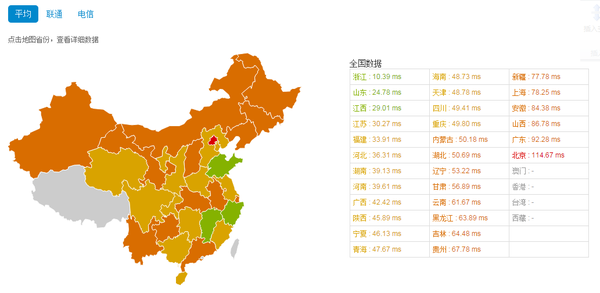 平均 联通 电信
点击地图省份，查看详细数据
全国数据
浙江 : 10.39 ms 海南 : 48.73 ms 新疆 : 77.78 ms
山东 : 24.78 ms 天津 : 48.78 ms 上海 : 78.25 ms
江西 : 29.01 ms 四川 : 49.41 ms 安徽 : 84.38 ms
江苏 : 30.27 ms 重庆 : 49.80 ms 山西 : 86.78 ms
福建 : 33.91 ms 内蒙古 : 50.18 ms 广东 : 92.28 ms
河北 : 36.31 ms 湖北 : 50.69 ms 北京 : 114.67 ms
湖南 : 39.13 ms 辽宁 : 53.22 ms 澳门 : -
河南 : 39.61 ms 甘肃 : 56.89 ms 香港 : -
广西 : 42.42 ms 云南 : 61.67 ms 台湾 : -
陕西 : 45.89 ms 黑龙江 : 63.89 ms 西藏 : -
宁夏 : 46.13 ms 吉林 : 64.48 ms
青海 : 47.67 ms 贵州 : 67.78 ms